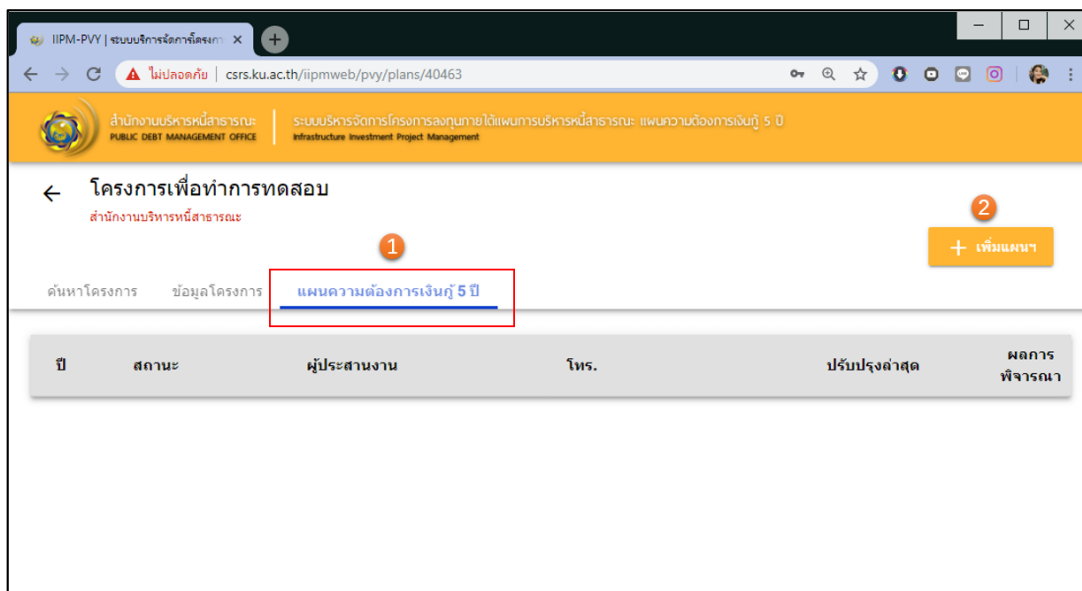 IIPM-PVY | ระบบบริหารจัดการโครงกา
ไม่ปลอดภัย | csrs.ku.ac.th/iipmweb/pvy/plans/40463
สำนักงานบริหารหนี้สาธารณะ
PUBLIC DEBT MANAGEMENT OFFICE
ระบบบริหารจัดการโครงการลงทุนภายใต้แผนการบริหารหนี้สาธารณะ: แผนความต้องการเงินกู้ 5 ปี
Infrastructure Investment Project Management
โครงการเพื่อทำการทดสอบ
สำนักงานบริหารหนี้สาธารณะ
2
+ เพิ่มแผนฯ
1
ค้นหาโครงการ ข้อมูลโครงการ แผนความต้องการเงินกู้ 5 ปี
ปี สถานะ ผู้ประสานงาน โทร. ปรับปรุงล่าสุด ผลการ
พิจารณา